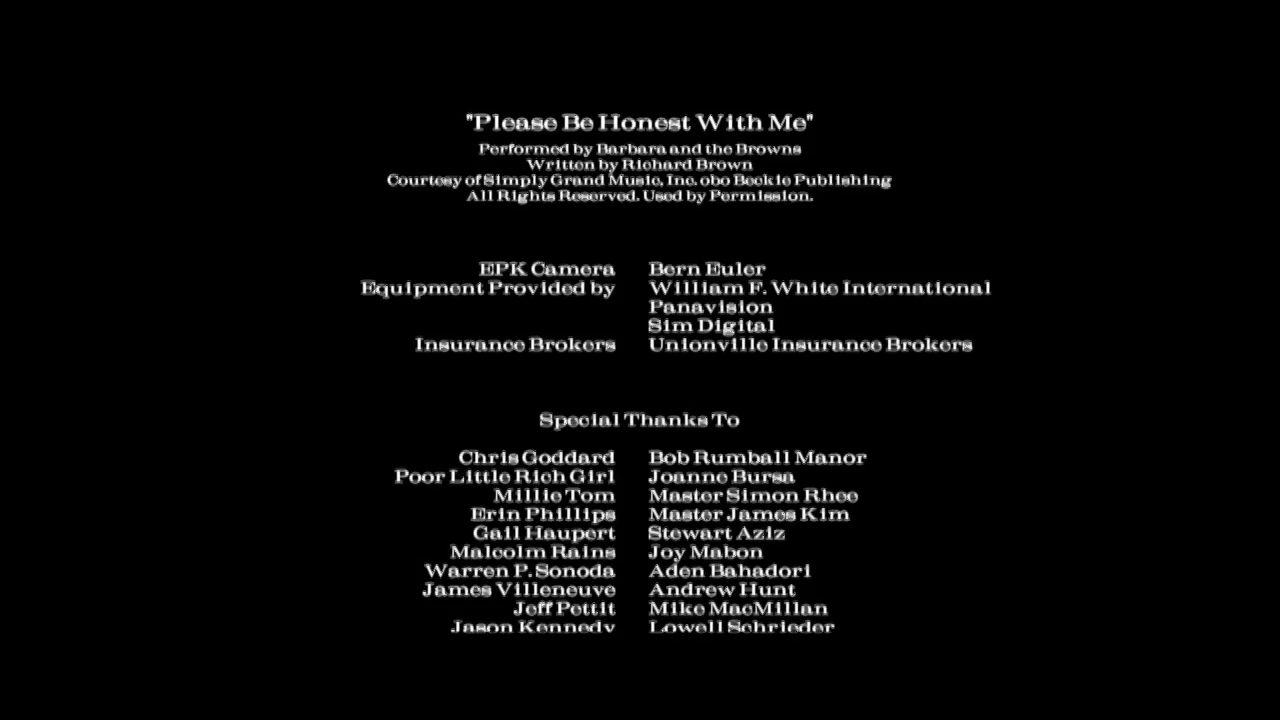 "Please Be Honest With Me"
Performed by Barbara and the Browns
Written by Richard Brown
Courtesy of Simply Grand Music, Inc. obo Beckie Publishing
All Rights Reserved. Used by Permission.
EPK Camera Bern Euler
Equipment Provided by William F. White International
Panavision
Sim Digital
Insurance Brokers Unionville Insurance Brokers
Special Thanks To
Chris Goddard Bob Rumball Manor
Poor Little Rich Girl Joanne Bursa
Millie Tom Master Simon Rhee
Erin Phillips Master James Kim
Gail Haupert Stewart Aziz
Malcolm Rains Joy Mabon
Warren P. Sonoda Aden Bahadori
James Villeneuve Andrew Hunt
Jeff Pettit Mike MacMillan
Jason Kennedy Lowell Schrieder